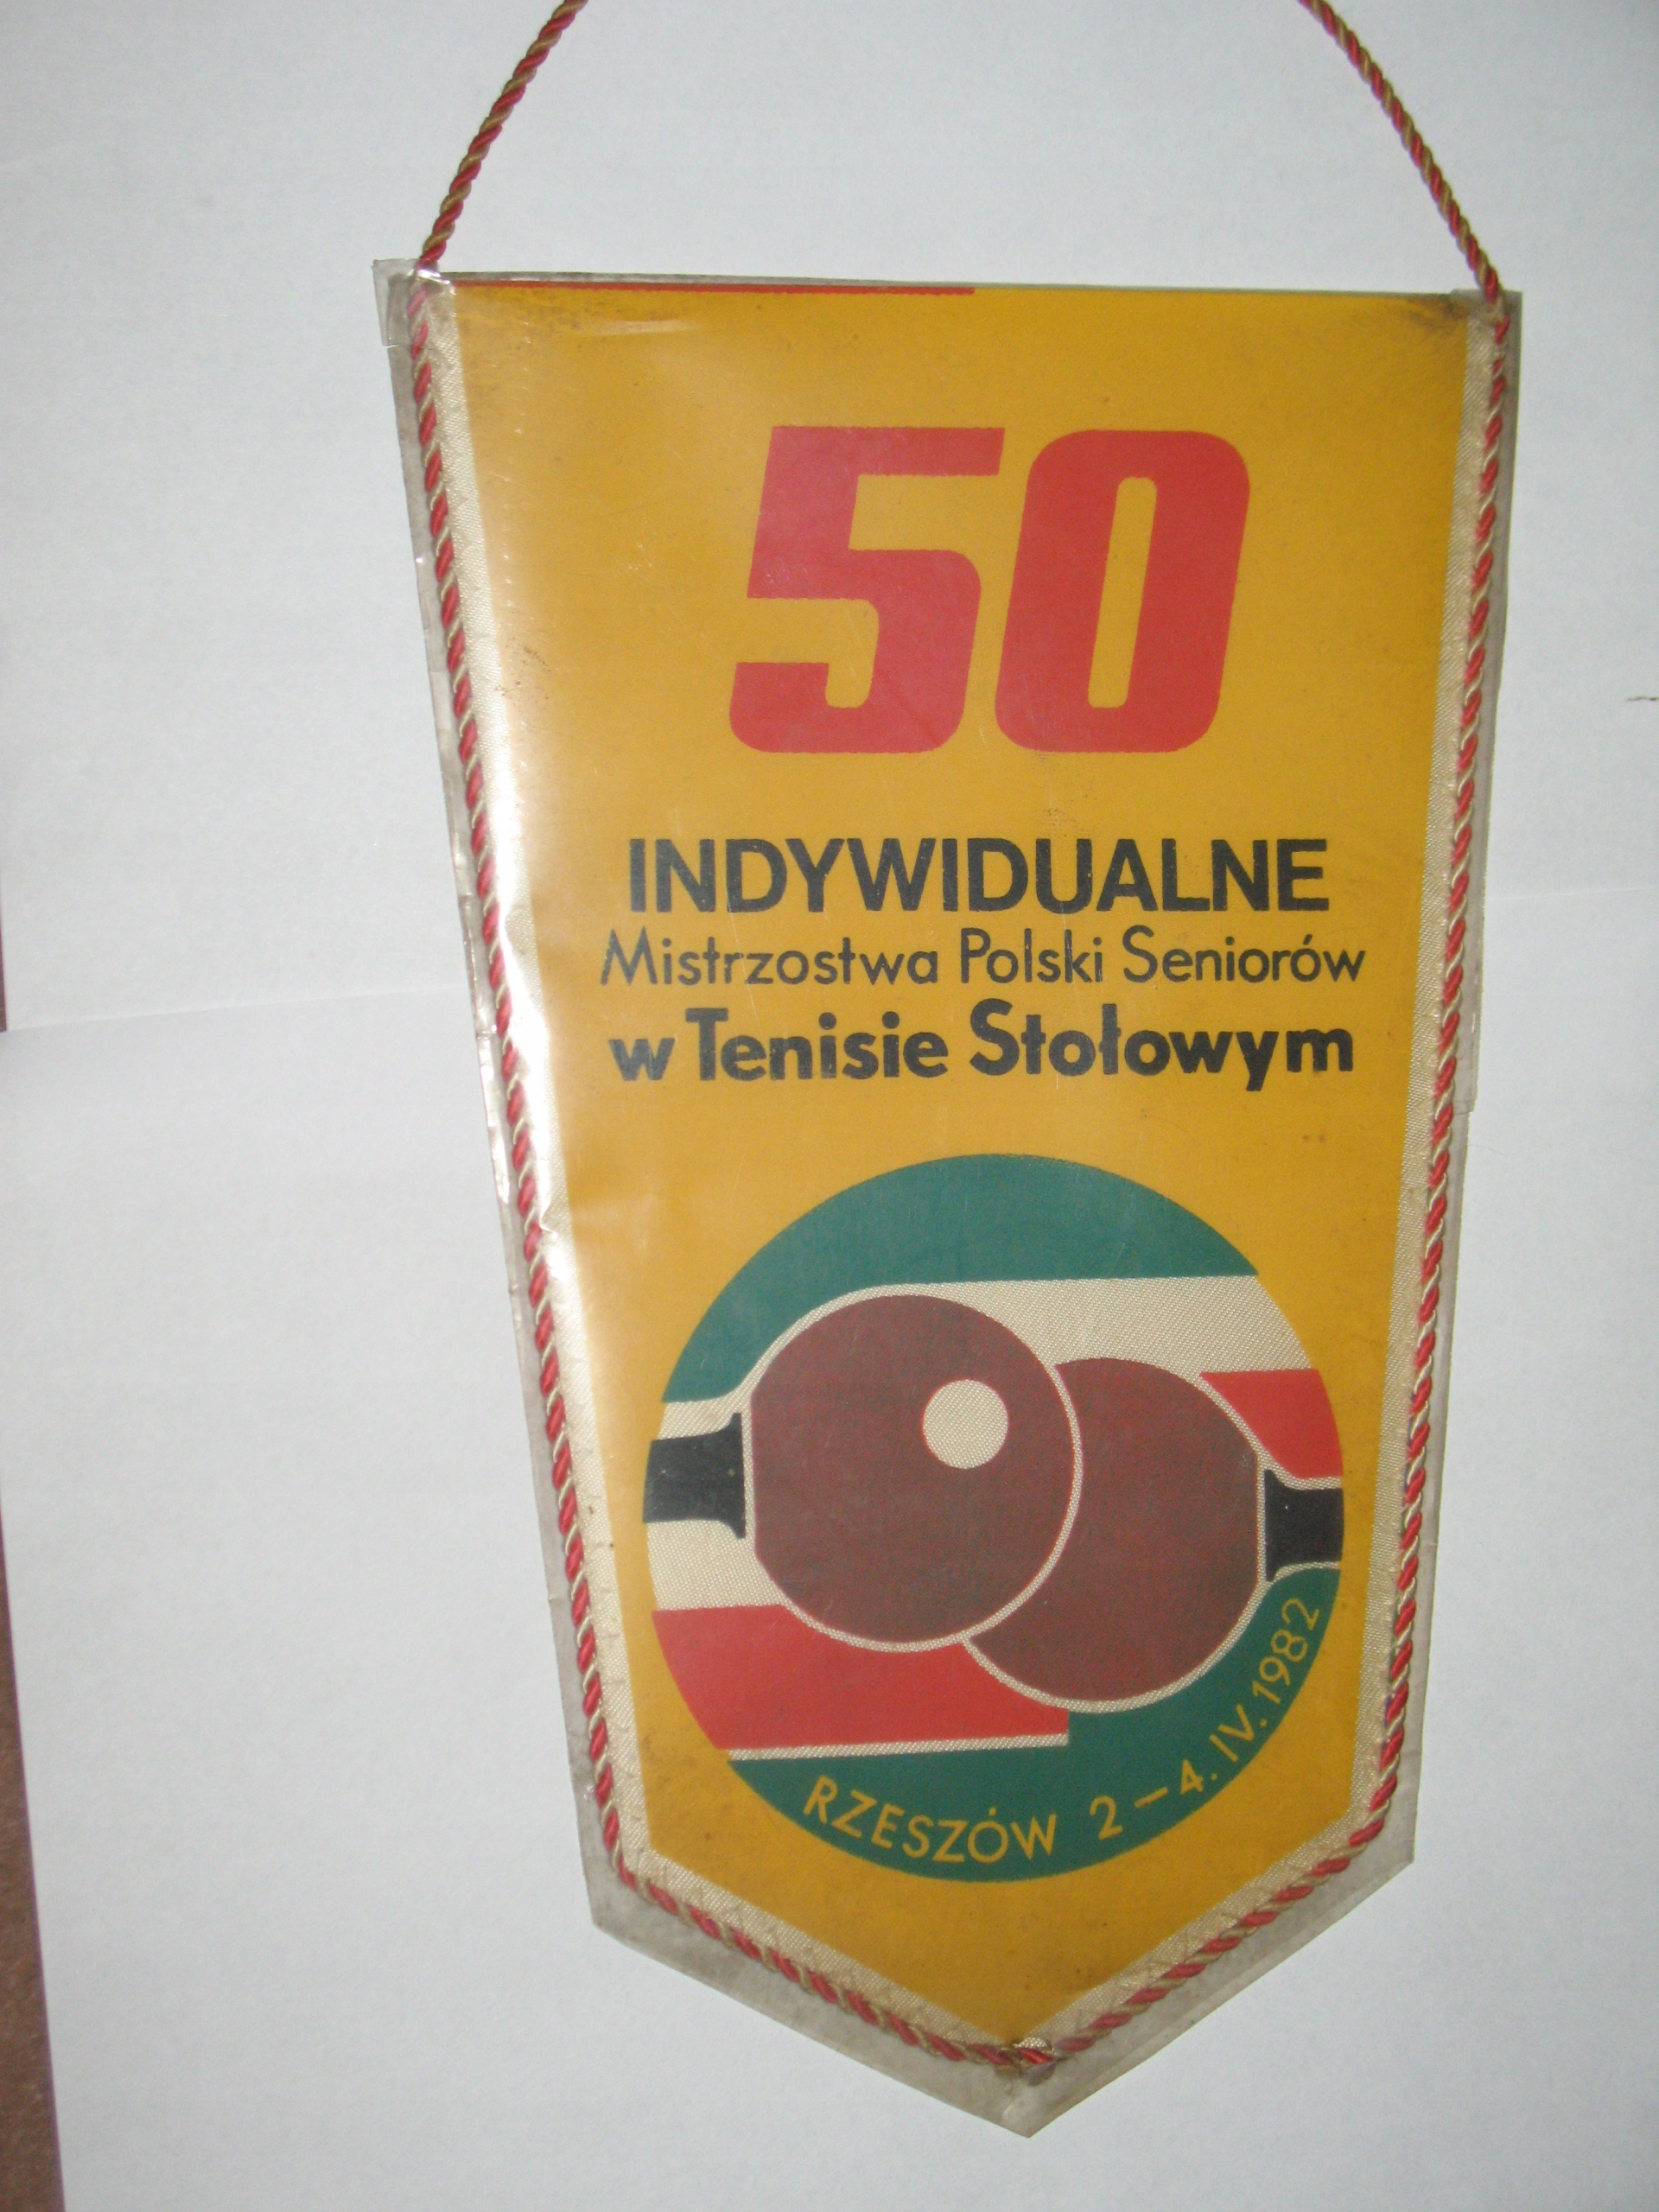 50
INDYWIDUALNE
Mistrzostwa Polski Seniorów
w Tenisie Stołowym
RZESZÓW 2-4.IV.1982